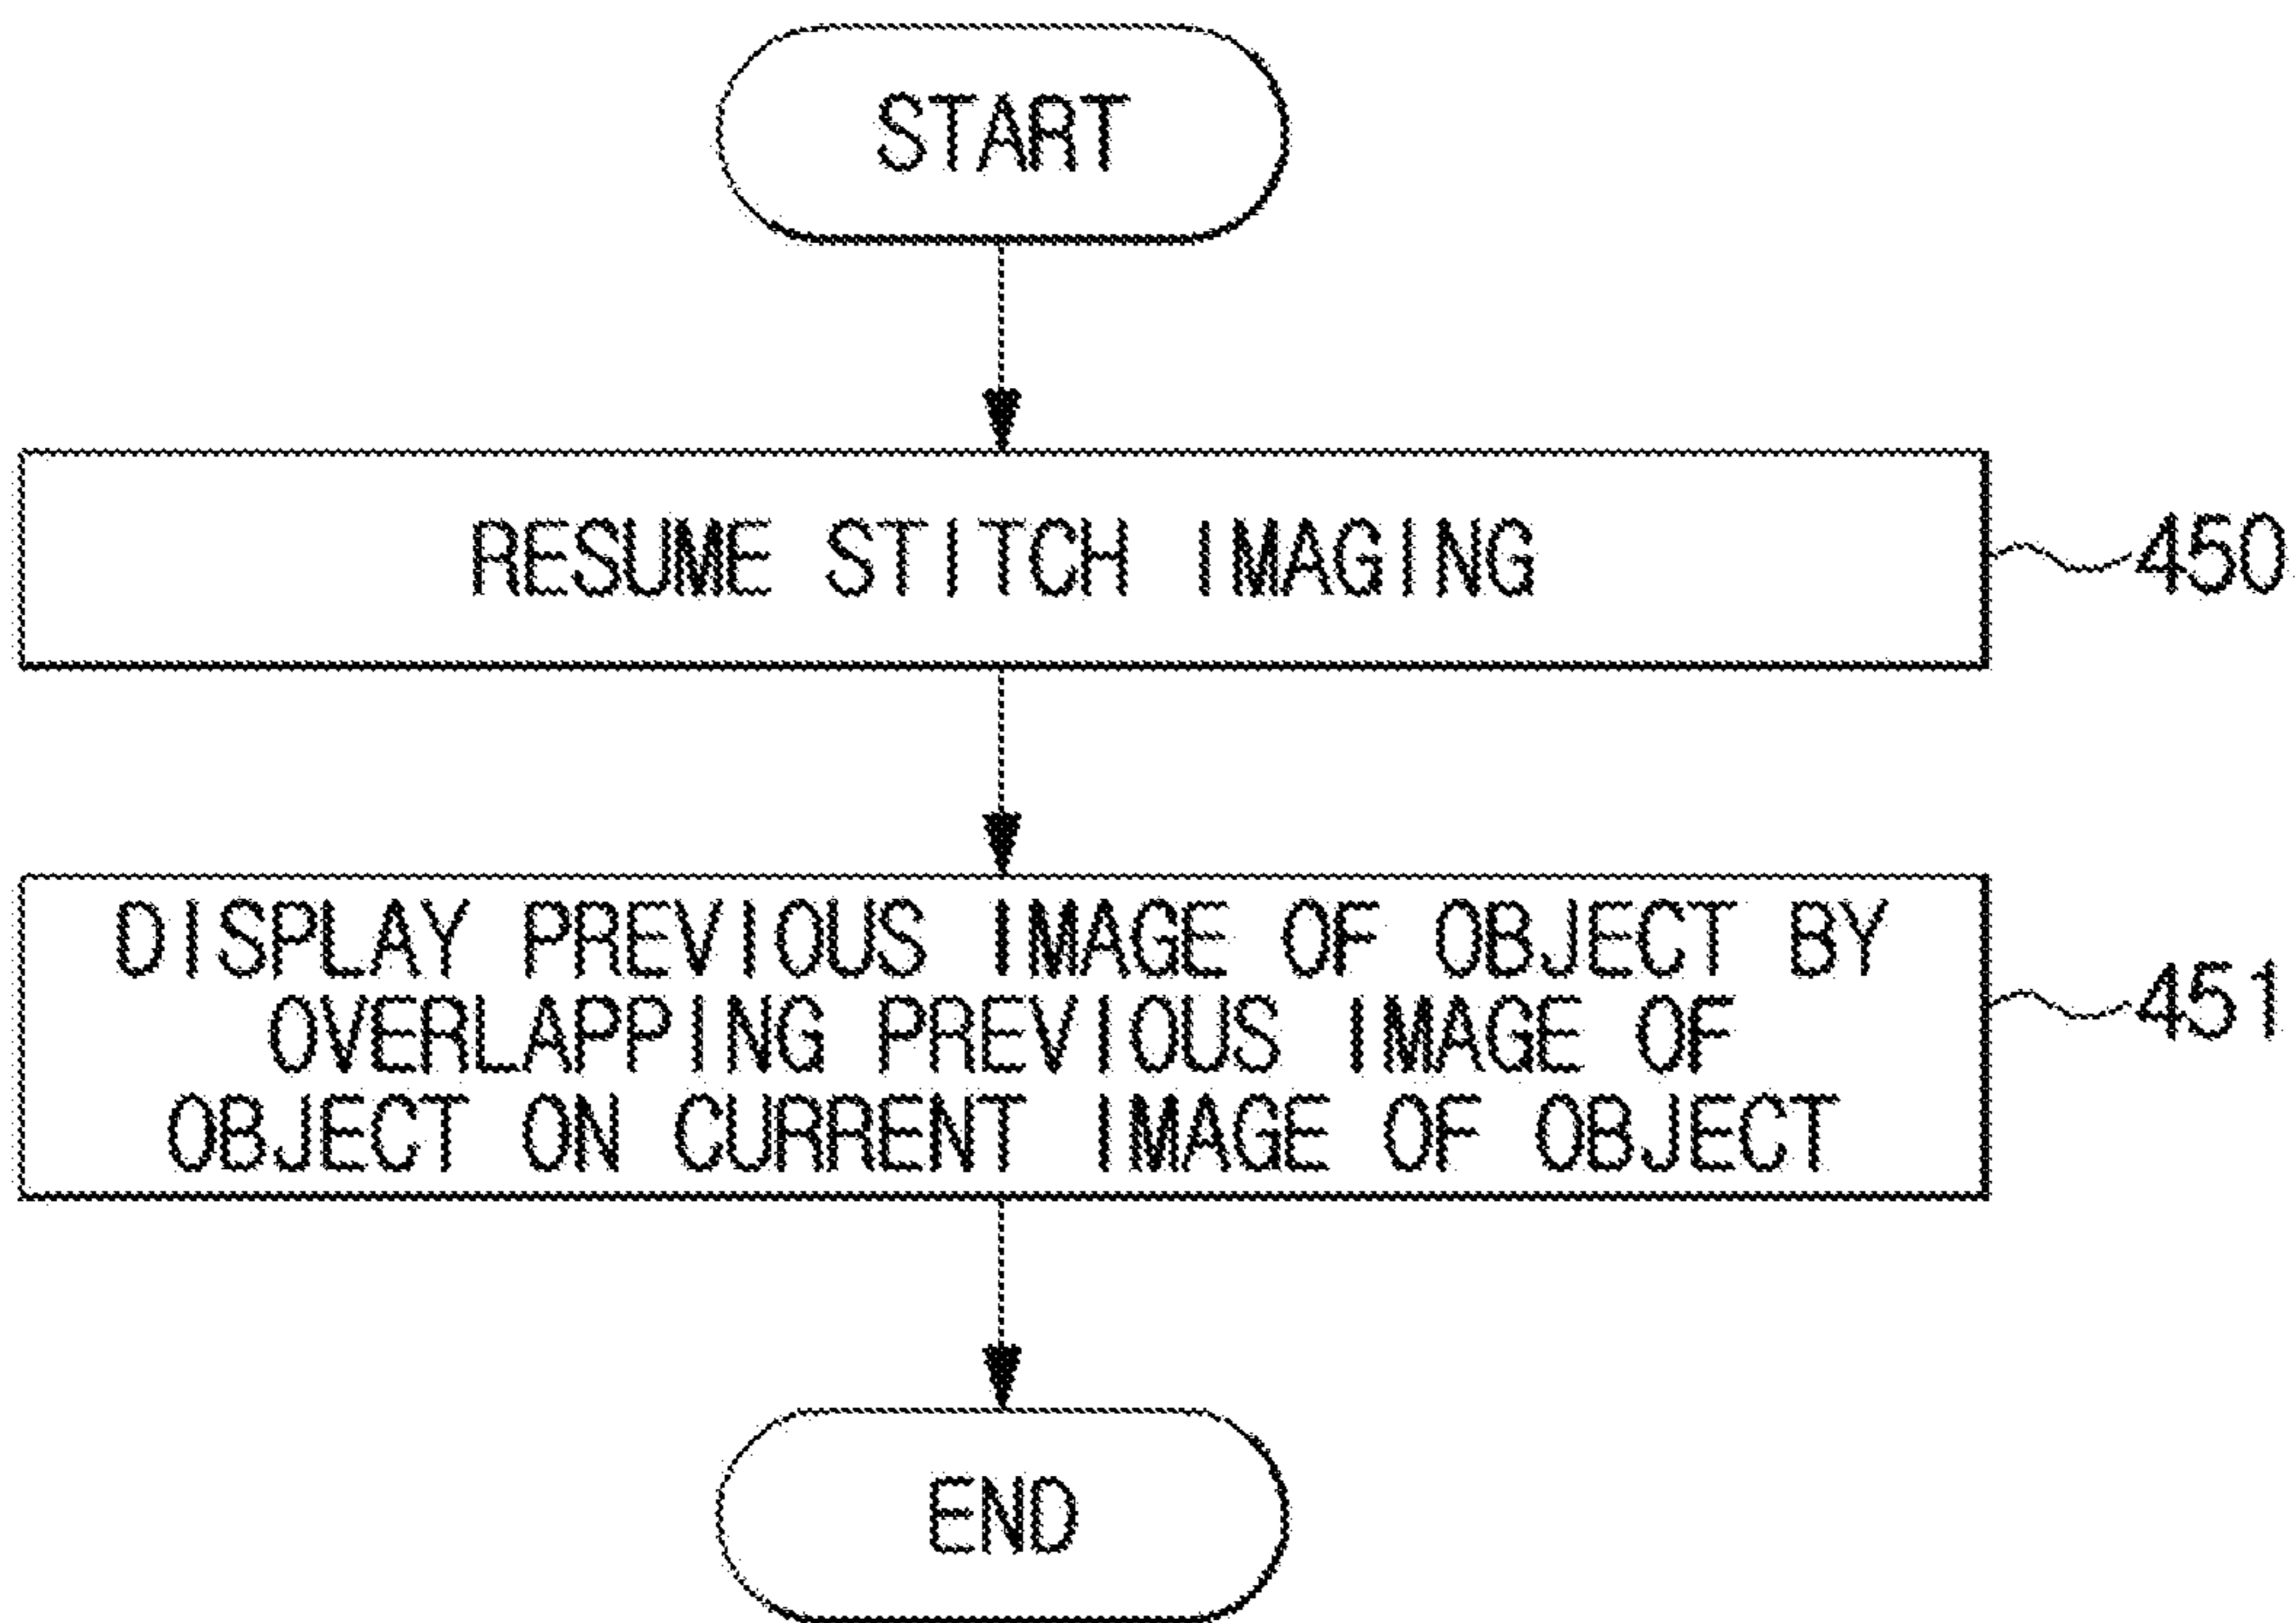 START
RESUME STITCH IMAGING
450
DISPLAY PREVIOUS IMAGE OF OBJECT BY
OVERLAPPING PREVIOUS IMAGE OF
OBJECT ON CURRENT IMAGE OF OBJECT
451
END